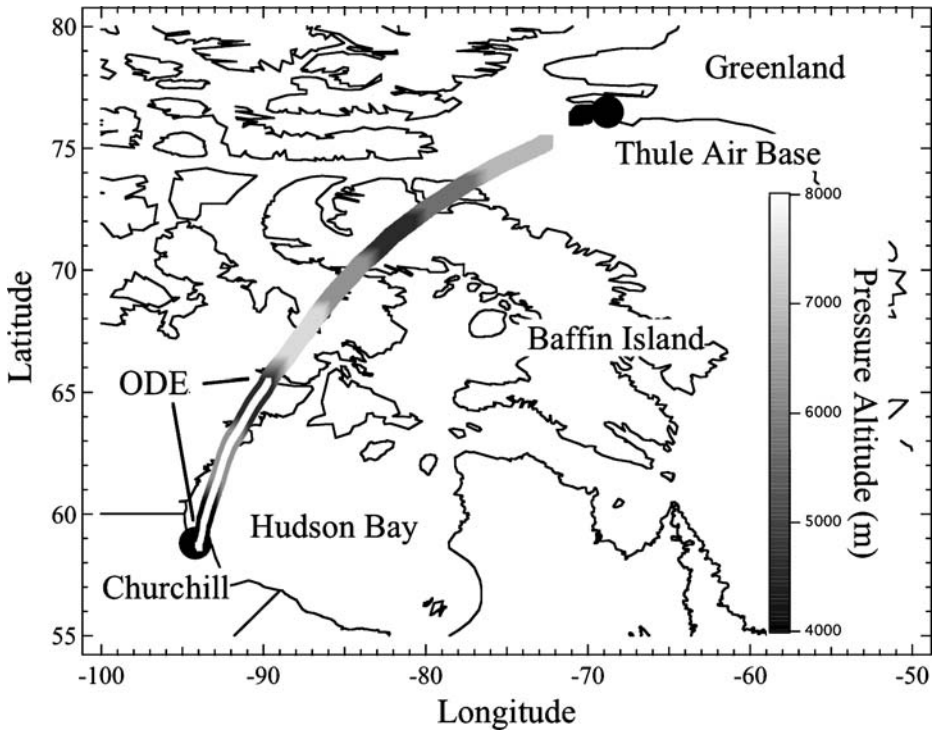 80
75
70
65
60
55
Latitude
-100
-90
-80
-70
-60
-50
Longitude
Greenland
Thule Air Base
Baffin Island
ODE
Hudson Bay
Churchill
8000
7000
6000
5000
4000
Pressure Altitude (m)